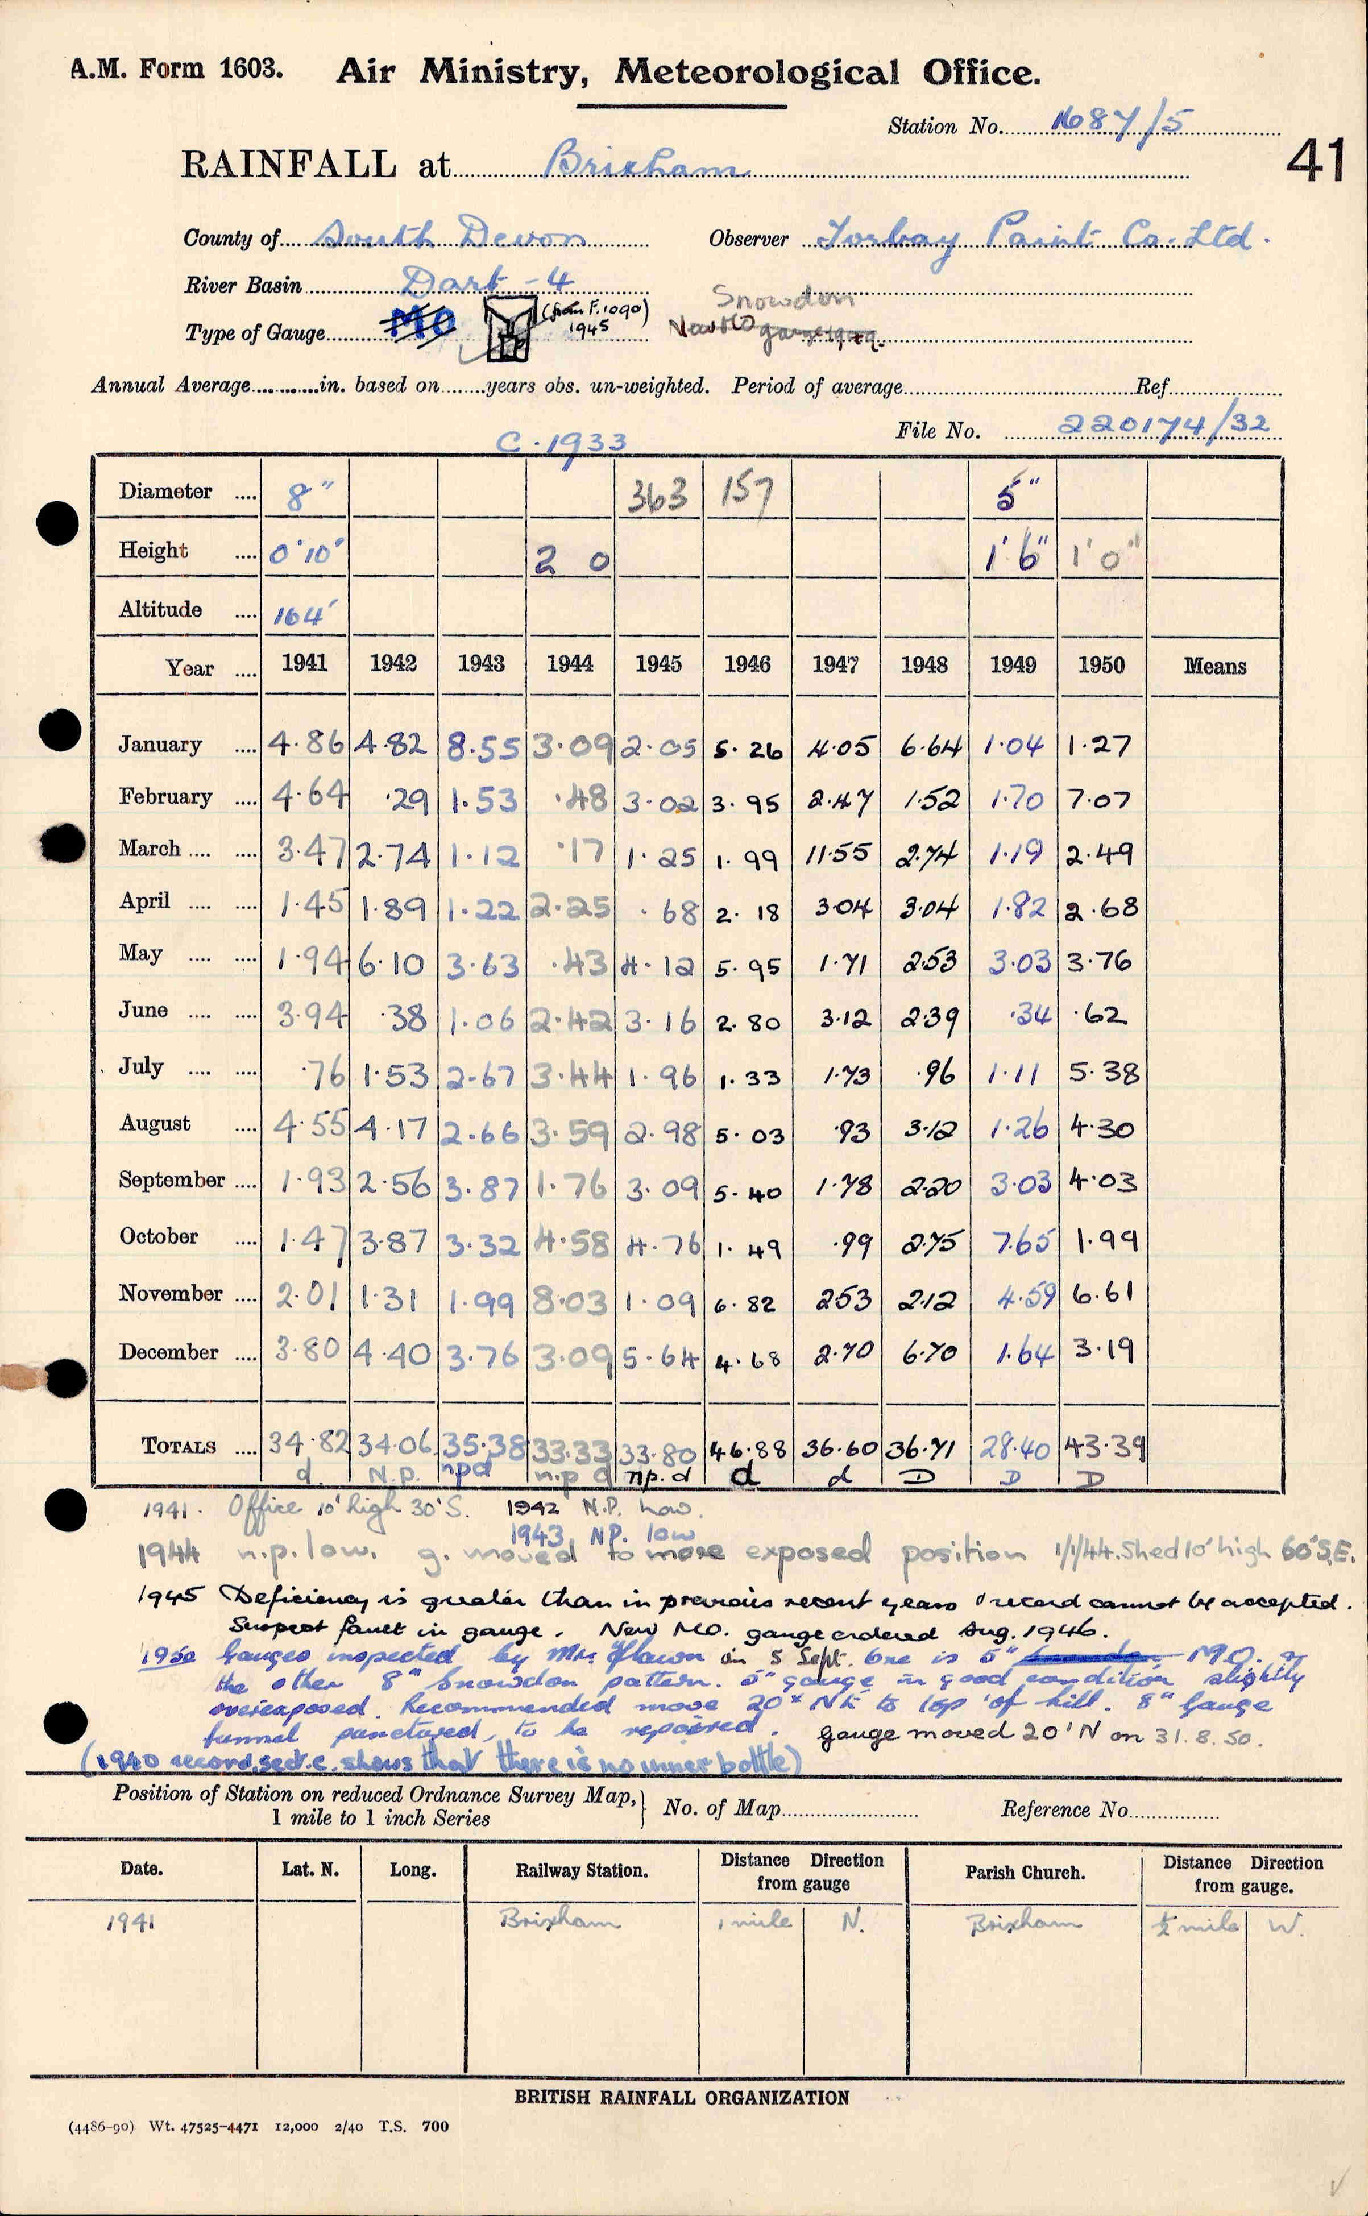 A.M. Form 1603. Air Ministry, Meteorological Office.
Station No. 1687/5
RAINFALL at Brixham 41
County of South Devon Observer Torbay Paint Co. Ltd.
River Basin Dart - 4
Snowdon
Type of Gauge Mo (from F.1090) 1945 New MO gauge 1949.
Annual Average in. based on years obs. un-weighted. Period of average Ref
File No. 220174/32
C. 1933
Diameter 8" 363 157 5"
Height 0'10" 2 0 1'6" 1'0"
Altitude 164'
Year 1941 1942 1943 1944 1945 1946 1947 1948 1949 1950 Means
January 4.86 4.82 8.55 3.09 2.05 5.26 4.05 6.64 1.04 1.27
February 4.64 .29 1.53 .48 3.02 3.95 2.47 1.52 1.70 7.07
March 3.47 2.74 1.12 .17 1.25 1.99 11.55 2.74 1.19 2.49
April 1.45 1.89 1.22 2.25 .68 2.18 3.04 3.04 1.82 2.68
May 1.94 6.10 3.63 .43 4.12 5.95 1.71 2.53 3.03 3.76
June 3.94 .38 1.06 2.42 3.16 2.80 3.12 2.39 .34 .62
July .76 1.53 2.67 3.44 1.96 1.33 1.73 .96 1.11 5.38
August 4.55 4.17 2.66 3.59 2.98 5.03 .93 3.12 1.26 4.30
September 1.93 2.56 3.87 1.76 3.09 5.40 1.78 2.20 3.03 4.03
October 1.47 3.87 3.32 4.58 4.76 1.49 .99 2.75 7.65 1.99
November 2.01 1.31 1.99 8.03 1.09 6.82 2.53 2.12 4.59 6.61
December 3.80 4.40 3.76 3.09 5.64 4.68 2.70 6.70 1.64 3.19
TOTALS 34.82 34.06 35.38 33.33 33.80 46.88 36.60 36.71 28.40 43.39
d. N.P. npd n.p d np.d d d D D D
1941. Office 10' high 30'S. 1942 N.P. low.
1943 NP. low
1944 n.p. low. g. moved to more exposed position 1/1/44. Shed 10' high 60'S.E.
1945 Deficiency is greater than in previous recent years & record cannot be accepted.
Suspect fault in gauge. New MO. gauge ordered Aug. 1946.
1950 Gauges inspected by Mr. on 5 Sept. One is 5" M.O. &
the other 8" Snowdon pattern. 5" gauge in good condition slightly
overexposed. Recommended move 20" NE to top of hill. 8" Gauge
funnel punctured, to be repaired. Gauge moved 20' N on 31.8.50.
(1940 record, sect. c. shows that there is no inner bottle)
Position of Station on reduced Ordnance Survey Map, 1 mile to 1 inch Series No. of Map Reference No.
Date. Lat. N. Long. Railway Station. Distance Direction from gauge Parish Church. Distance Direction from gauge.
1941 Brixham 1 mile N. Brixham ½ mile W.
BRITISH RAINFALL ORGANIZATION
(4486-90) Wt. 47525-4471 12,000 2/40 T.S. 700